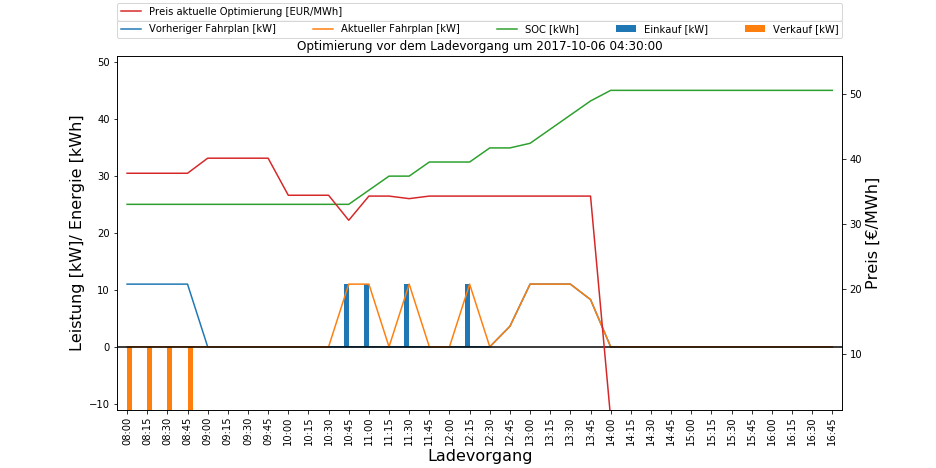 Preis aktuelle Optimierung [EUR/MWh]
Vorheriger Fahrplan [kW] Aktueller Fahrplan [kW] SOC [kWh] Einkauf [kW] Verkauf [kW]
Optimierung vor dem Ladevorgang um 2017-10-06 04:30:00
Leistung [kW]/ Energie [kWh]
50
40
30
20
10
0
−10
50
40
30
20
10
Preis [€/MWh]
08:00 08:15 08:30 08:45 09:00 09:15 09:30 09:45 10:00 10:15 10:30 10:45 11:00 11:15 11:30 11:45 12:00 12:15 12:30 12:45 13:00 13:15 13:30 13:45 14:00 14:15 14:30 14:45 15:00 15:15 15:30 15:45 16:00 16:15 16:30 16:45
Ladevorgang